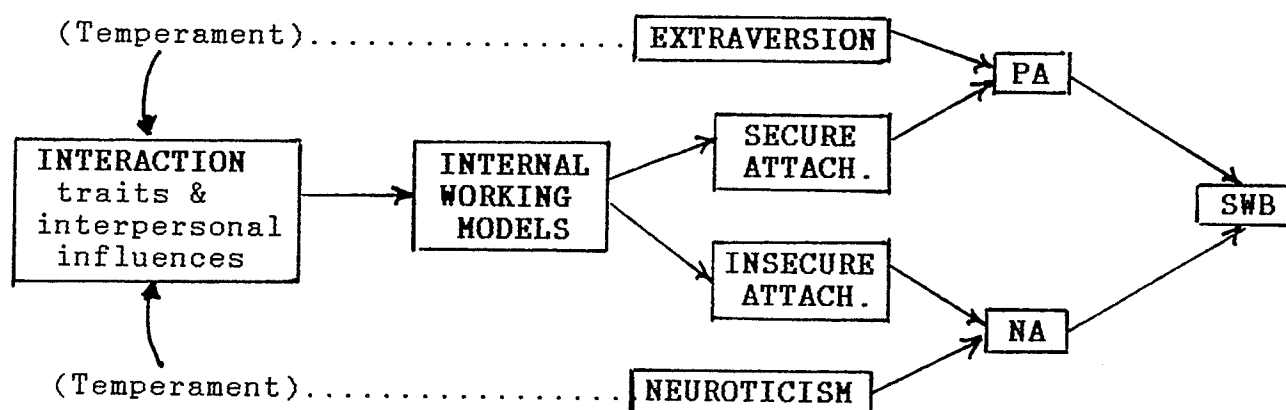 (Temperament)..................
EXTRAVERSION
PA
INTERACTION
traits &
interpersonal
influences
INTERNAL
WORKING
MODELS
SECURE
ATTACH.
SWB
INSECURE
ATTACH.
NA
(Temperament)..................
NEUROTICISM